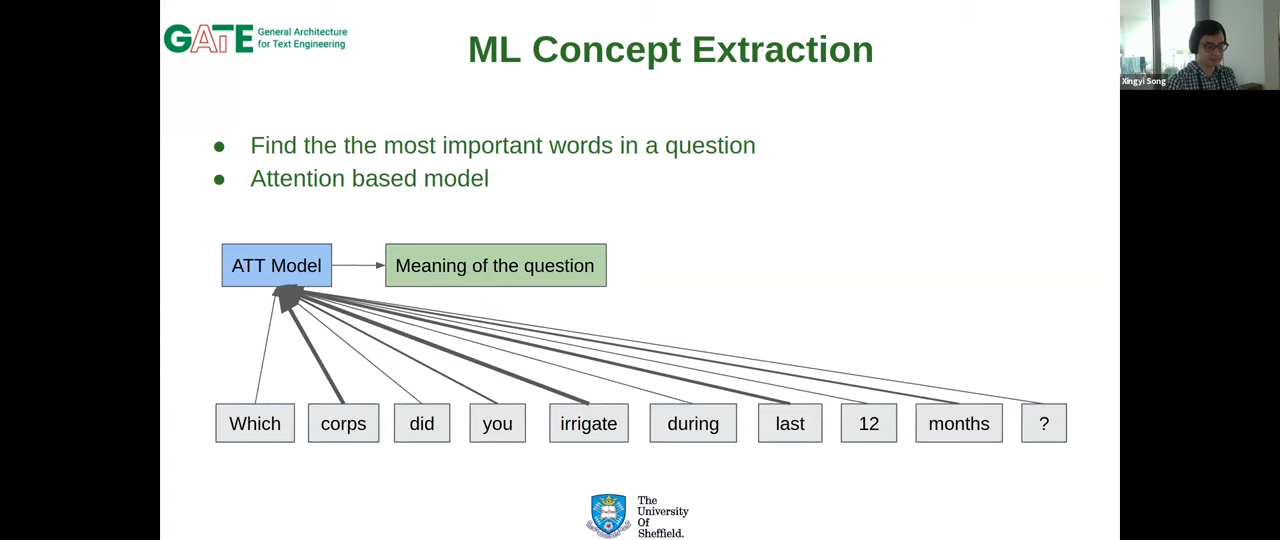 GATE General Architecture
for Text Engineering
ML Concept Extraction
Xingyi Song
● Find the the most important words in a question
● Attention based model
ATT Model Meaning of the question
Which corps did you irrigate during last 12 months ?
The
University
Of
Sheffield.